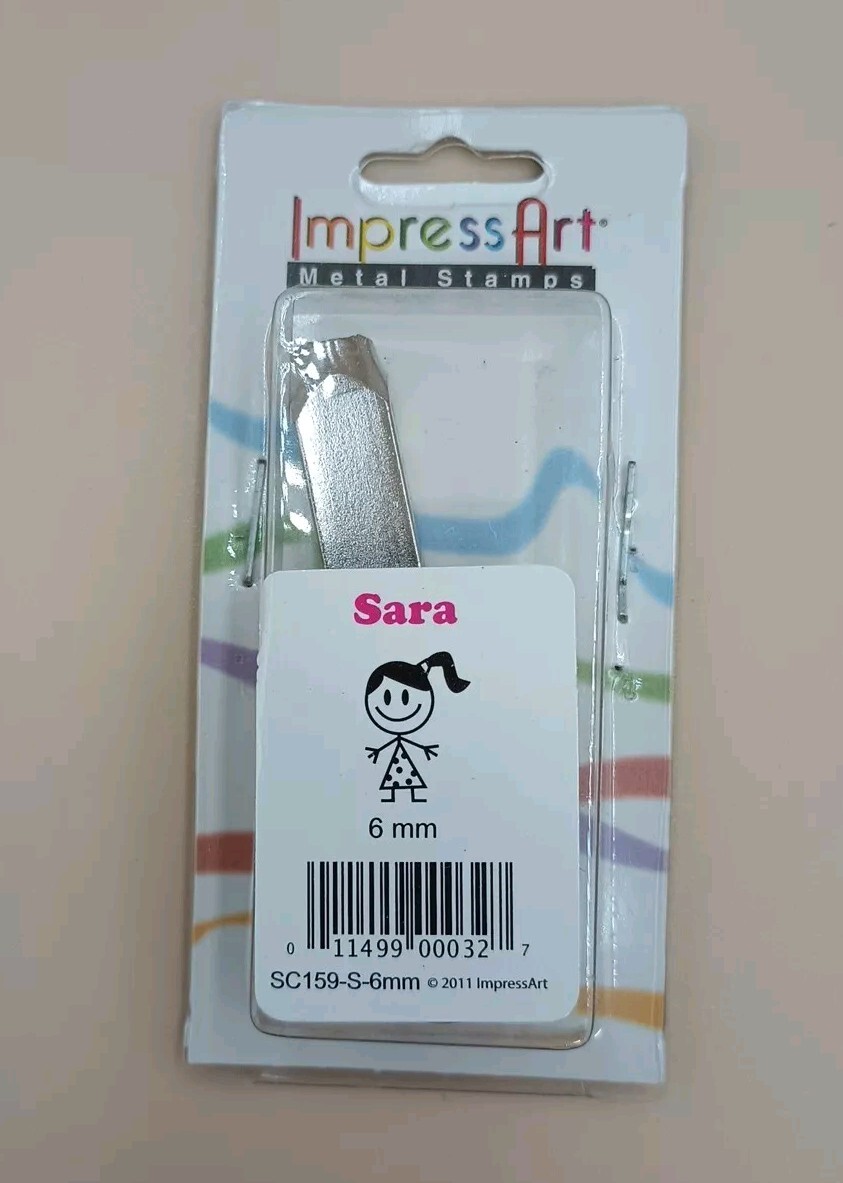 ImpressArt®
Metal Stamps
Sara
6 mm
0 11499 00032 7
SC159-S-6mm © 2011 ImpressArt